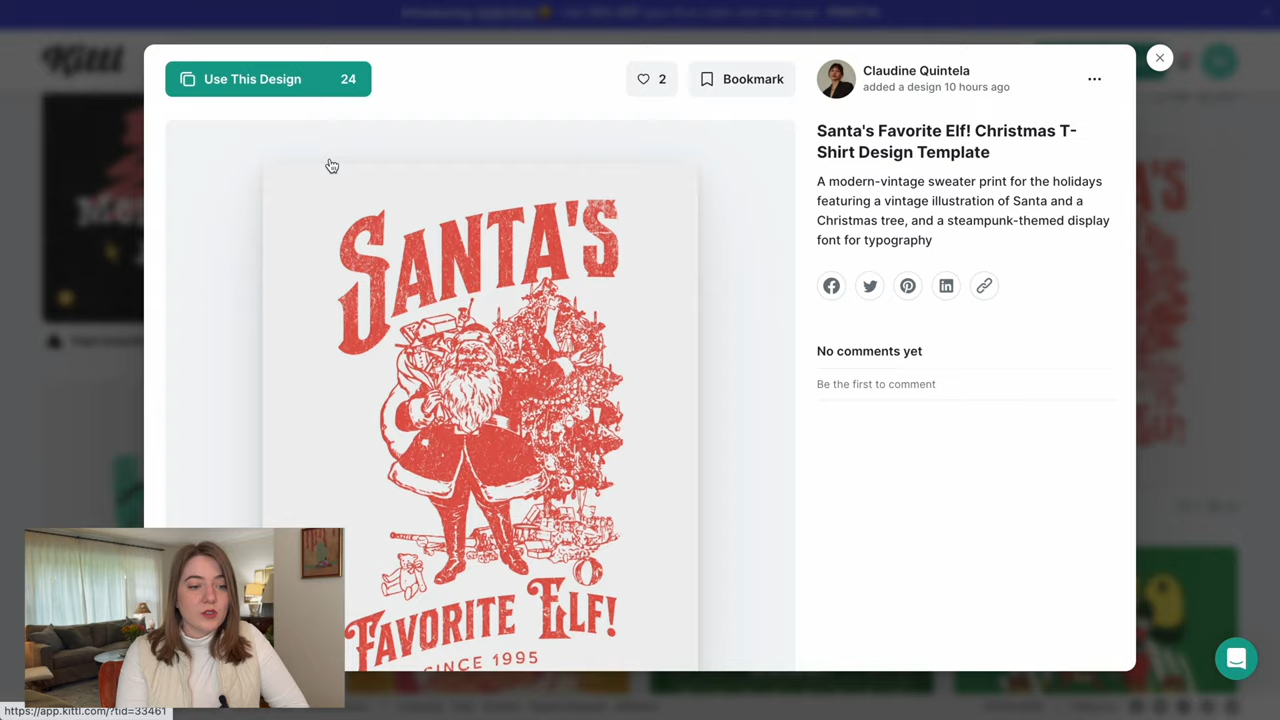 Kittl
Use This Design 24
2
Bookmark
Claudine Quintela
added a design 10 hours ago
Santa's Favorite Elf! Christmas T-
Shirt Design Template
A modern-vintage sweater print for the holidays
featuring a vintage illustration of Santa and a
Christmas tree, and a steampunk-themed display
font for typography
No comments yet
Be the first to comment
SANTA'S
FAVORITE ELF!
SINCE 1995
https://app.kittl.com/?tid=33461